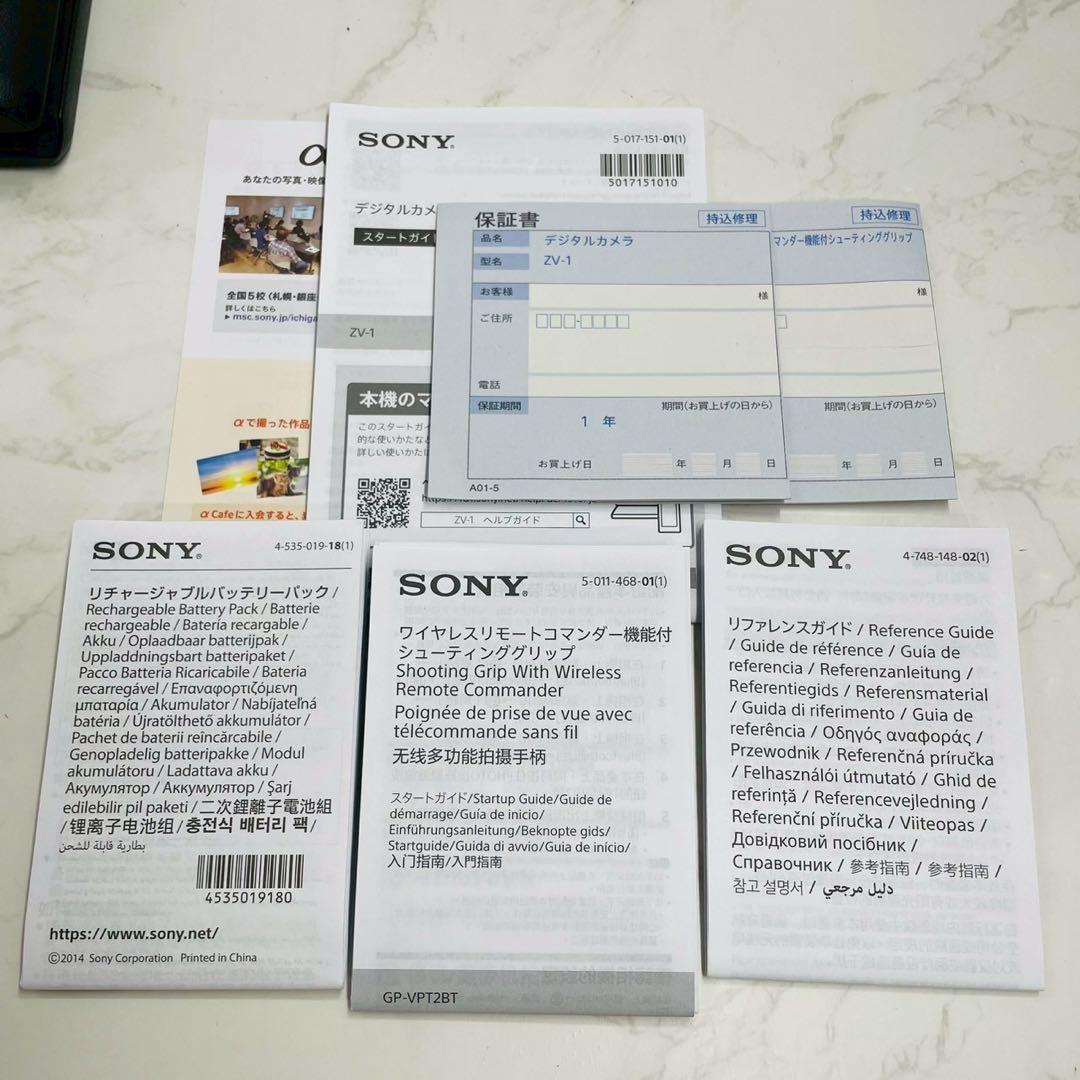 α
あなたの写真・映像
全国5校（札幌・銀座
詳しくはこちら
▶ msc.sony.jp/ichiga
αで撮った作品
α Cafeに入会すると、
SONY
5-017-151-01(1)
5017151010
デジタルカメ
スタートガイ
ZV-1
本機のマ
このスタートガイ
的な使いかたな
詳しい使いかたに
ZV-1 ヘルプガイド
保証書
持込修理
品名
デジタルカメラ
型名
ZV-1
お客様
様
ご住所
電話
保証期間
期間（お買上げの日から）
1 年
お買上げ日
年
月
日
A01-5
持込修理
マンダー機能付シューティンググリップ
様
期間（お買上げの日から）
年
月
日
SONY
4-535-019-18(1)
リチャージャブルバッテリーパック /
Rechargeable Battery Pack / Batterie
rechargeable / Batería recargable /
Akku / Oplaadbaar batterijpak /
Uppladdningsbart batteripaket /
Pacco Batteria Ricaricabile / Bateria
recarregável / Επαναφορτιζόμενη
μπαταρία / Akumulator / Nabíjateľná
batéria / Újratölthető akkumulátor /
Pachet de baterii reîncărcabile /
Genopladelig batteripakke / Modul
akumulátoru / Ladattava akku /
Акумулятор / Аккумулятор / Şarj
edilebilir pil paketi / 二次鋰離子電池組
/ 锂离子电池组 / 충전식 배터리 팩 /
بطارية قابلة للشحن
4535019180
https://www.sony.net/
©2014 Sony Corporation Printed in China
SONY
5-011-468-01(1)
ワイヤレスリモートコマンダー機能付
シューティンググリップ
Shooting Grip With Wireless
Remote Commander
Poignée de prise de vue avec
télécommande sans fil
无线多功能拍摄手柄
スタートガイド/Startup Guide/Guide de
démarrage/Guía de inicio/
Einführungsanleitung/Beknopte gids/
Startguide/Guida di avvio/Guia de início/
入门指南/入門指南
GP-VPT2BT
SONY
4-748-148-02(1)
リファレンスガイド / Reference Guide
/ Guide de référence / Guía de
referencia / Referenzanleitung /
Referentiegids / Referensmaterial
/ Guida di riferimento / Guia de
referência / Οδηγός αναφοράς /
Przewodnik / Referenčná príručka
/ Felhasználói útmutató / Ghid de
referință / Referencevejledning /
Referenční příručka / Viiteopas /
Довідковий посібник /
Справочник / 參考指南 / 参考指南 /
참고 설명서 / دليل مرجعي